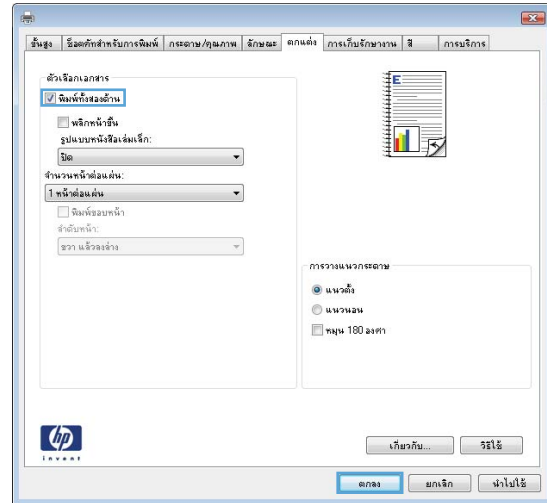 ขั้นสูง ช็อตคัทสำหรับการพิมพ์ กระดาษ/คุณภาพ ลักษณะ ตกแต่ง การเก็บรักษางาน สี การบริการ
ตัวเลือกเอกสาร
พิมพ์ทั้งสองด้าน
พลิกหน้าขึ้น
รูปแบบหนังสือเล่มเล็ก:
ปิด
จำนวนหน้าต่อแผ่น:
1 หน้าต่อแผ่น
พิมพ์ขอบหน้า
ลำดับหน้า:
ขวา แล้วลงล่าง
E
1
การวางแนวกระดาษ
แนวตั้ง
แนวนอน
หมุน 180 องศา
hp
invent
เกี่ยวกับ... วิธีใช้
ตกลง ยกเลิก นำไปใช้